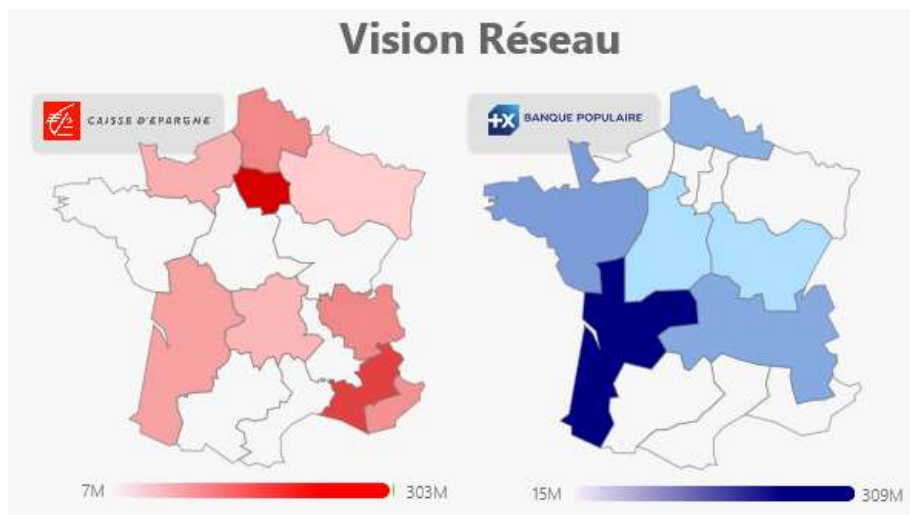 Vision Réseau
CAISSE D'EPARGNE
BANQUE POPULAIRE
7M 303M
15M 309M